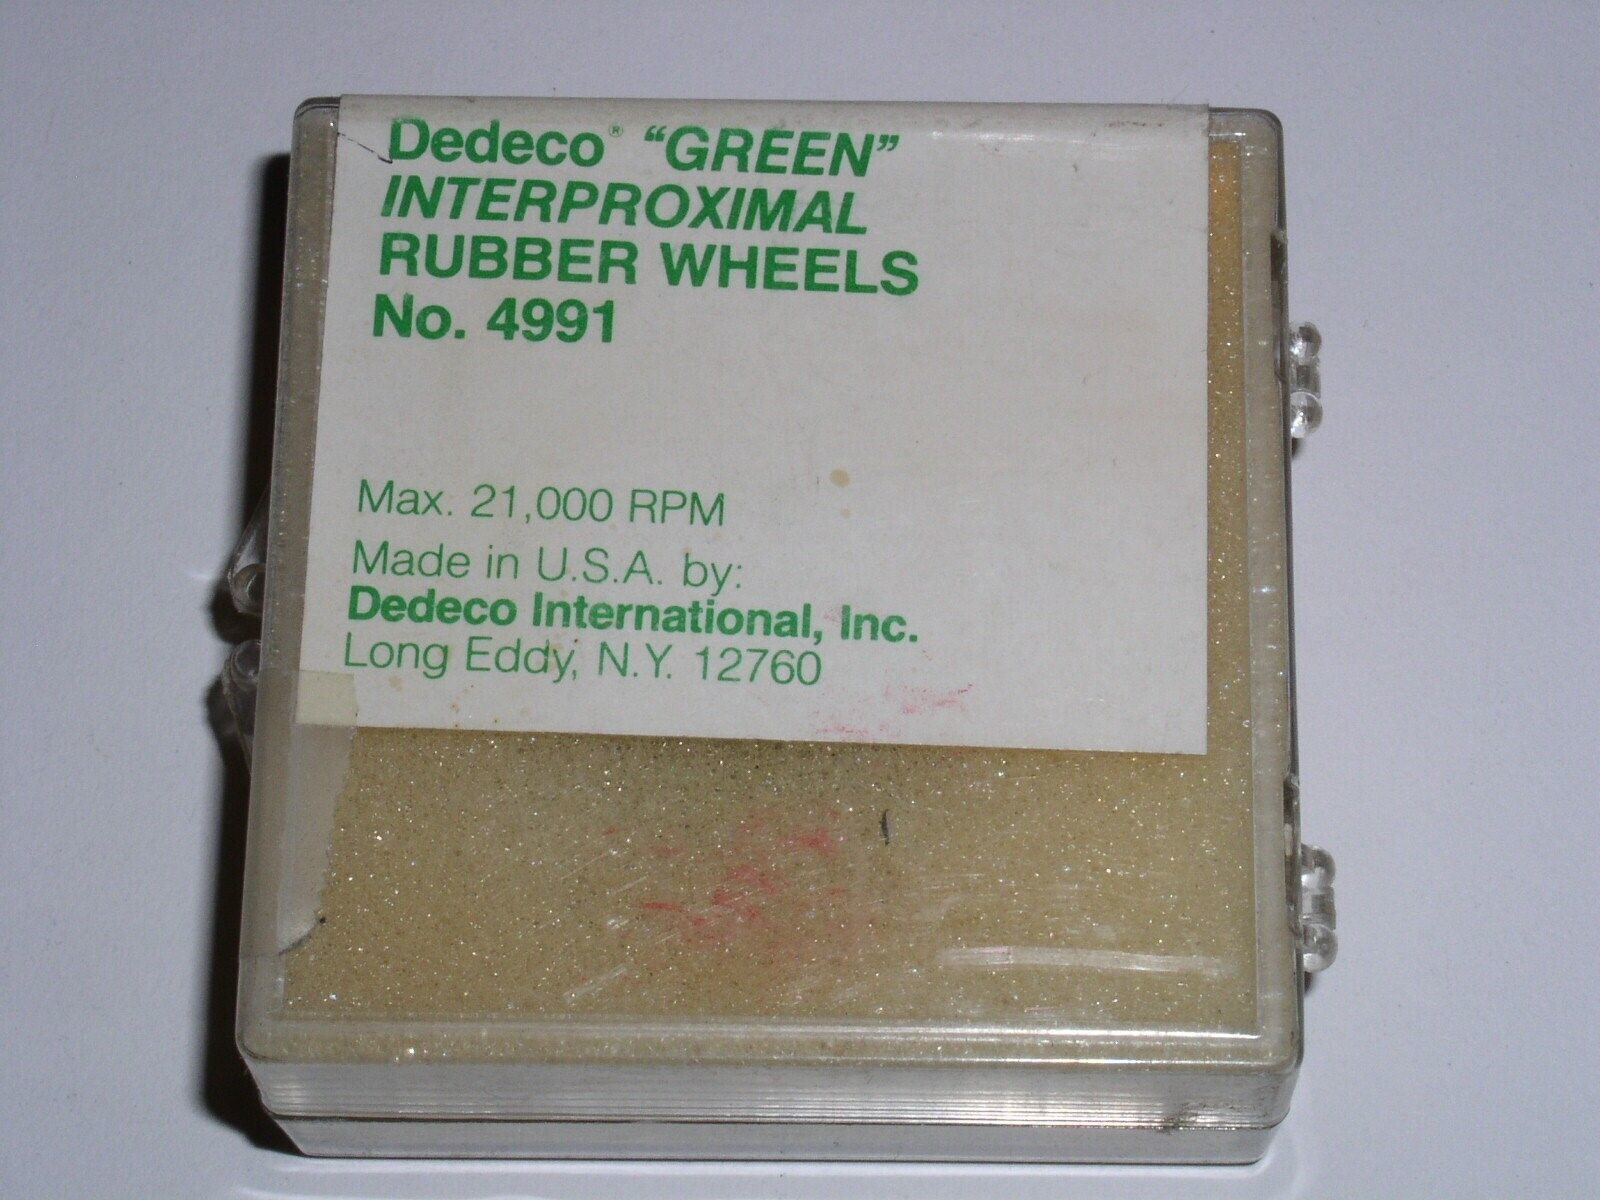 Dedeco® “GREEN”
INTERPROXIMAL
RUBBER WHEELS
No. 4991
Max. 21,000 RPM
Made in U.S.A. by:
Dedeco International, Inc.
Long Eddy, N.Y. 12760